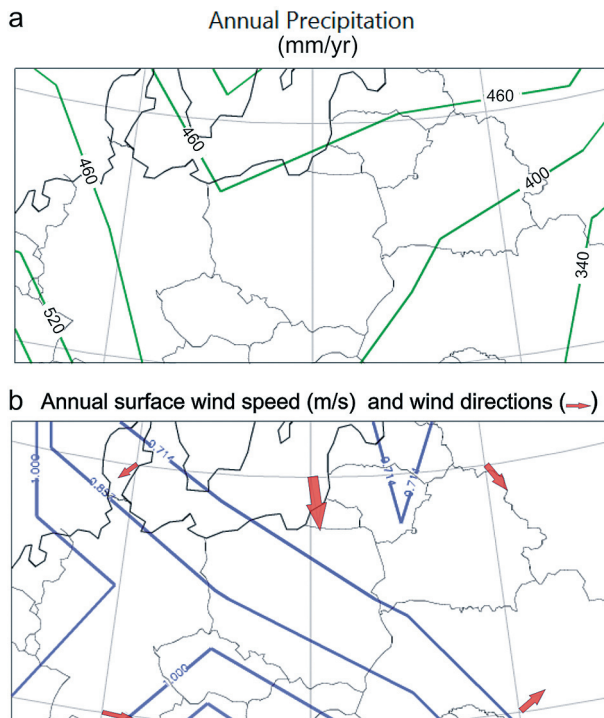 a
Annual Precipitation
(mm/yr)
460
460
460
400
340
520
b Annual surface wind speed (m/s) and wind directions ( )
0.714
0.714
0.714
1.000
1.000